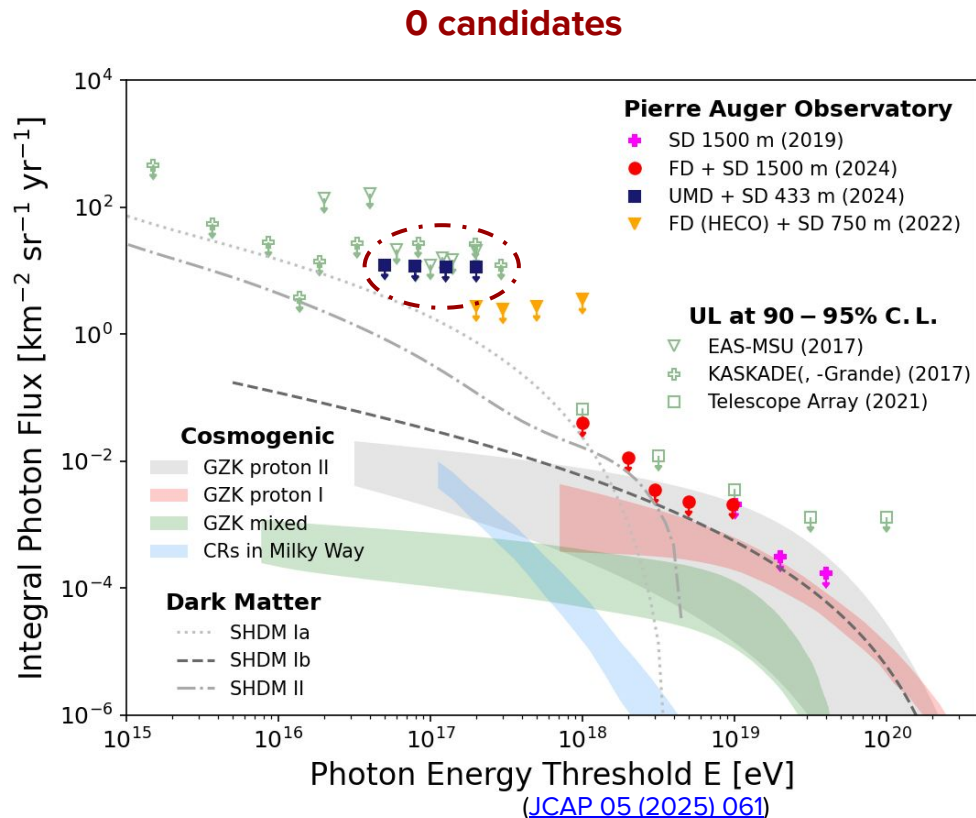 0 candidates
10⁴
10²
10⁰
10⁻²
10⁻⁴
10⁻⁶
Integral Photon Flux [km⁻² sr⁻¹ yr⁻¹]
Pierre Auger Observatory
SD 1500 m (2019)
FD + SD 1500 m (2024)
UMD + SD 433 m (2024)
FD (HECO) + SD 750 m (2022)
UL at 90 – 95% C. L.
EAS-MSU (2017)
KASKADE(, -Grande) (2017)
Telescope Array (2021)
Cosmogenic
GZK proton II
GZK proton I
GZK mixed
CRs in Milky Way
Dark Matter
SHDM Ia
SHDM Ib
SHDM II
10¹⁵ 10¹⁶ 10¹⁷ 10¹⁸ 10¹⁹ 10²⁰
Photon Energy Threshold E [eV]
(JCAP 05 (2025) 061)